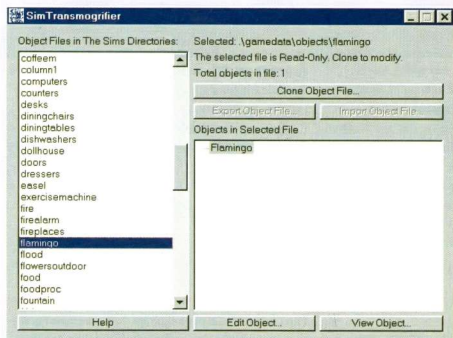 SimTransmogrifier
Object Files in The Sims Directories:
coffeem
column1
computers
counters
desks
diningchairs
diningtables
dishwashers
dollhouse
doors
dressers
easel
exercisemachine
fire
firealarm
fireplaces
flamingo
flood
flowersoutdoor
food
foodproc
fountain
Help
Selected: .\gamedata\objects\flamingo
The selected file is Read-Only. Clone to modify.
Total objects in file: 1
Clone Object File...
Export Object File...
Import Object File...
Objects in Selected File
Flamingo
Edit Object...
View Object...